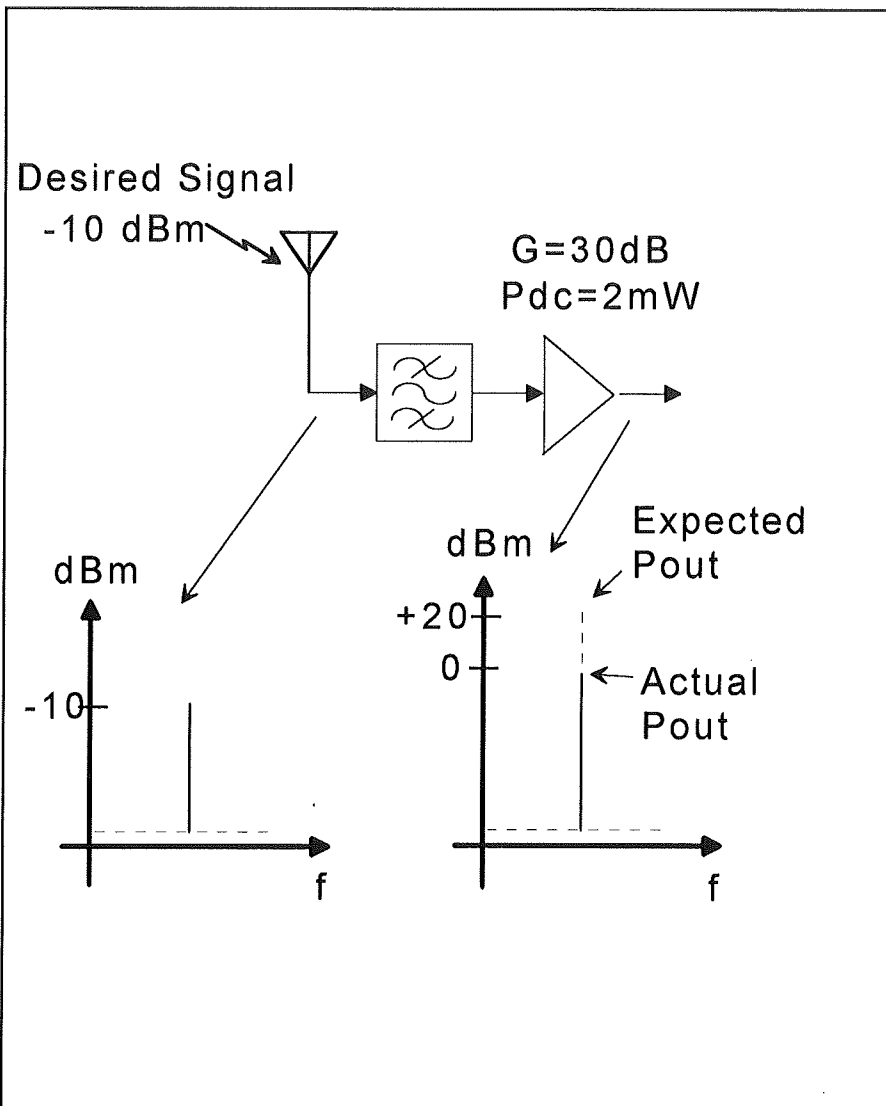 Desired Signal
-10 dBm
G=30dB
Pdc=2mW
dBm
-10
f
dBm
+20
0
Expected
Pout
Actual
Pout
f